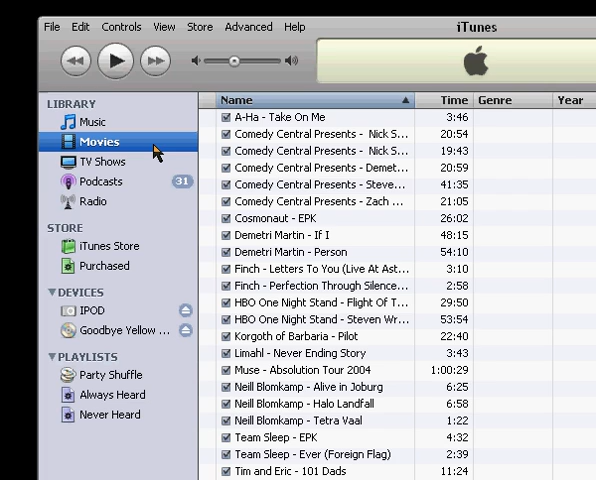 File Edit Controls View Store Advanced Help iTunes
LIBRARY
Music
Movies
TV Shows
Podcasts 31
Radio
STORE
iTunes Store
Purchased
DEVICES
IPOD
Goodbye Yellow ...
PLAYLISTS
Party Shuffle
Always Heard
Never Heard
Name Time Genre Year
A-Ha - Take On Me 3:46
Comedy Central Presents - Nick S... 20:54
Comedy Central Presents - Nick S... 19:43
Comedy Central Presents - Demet... 20:59
Comedy Central Presents - Steve... 41:35
Comedy Central Presents - Zach ... 21:05
Cosmonaut - EPK 26:02
Demetri Martin - If I 48:15
Demetri Martin - Person 54:10
Finch - Letters To You (Live At Ast... 3:10
Finch - Perfection Through Silence... 2:58
HBO One Night Stand - Flight Of T... 29:50
HBO One Night Stand - Steven Wr... 53:54
Korgoth of Barbaria - Pilot 22:40
Limahl - Never Ending Story 3:43
Muse - Absolution Tour 2004 1:00:29
Neill Blomkamp - Alive in Joburg 6:25
Neill Blomkamp - Halo Landfall 6:58
Neill Blomkamp - Tetra Vaal 1:22
Team Sleep - EPK 4:32
Team Sleep - Ever (Foreign Flag) 2:39
Tim and Eric - 101 Dads 11:24